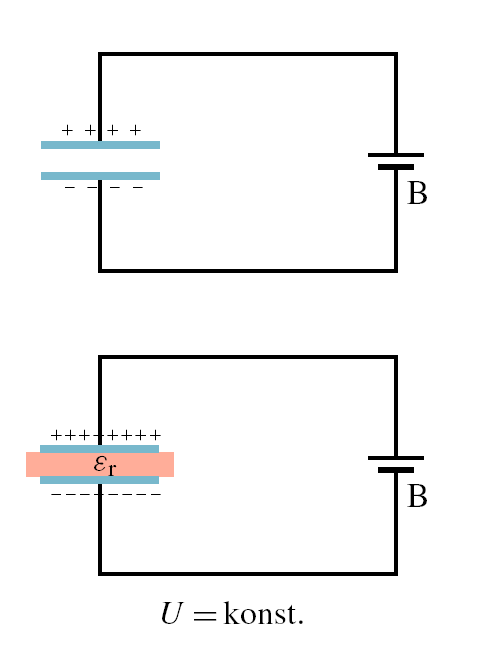 + + + +
− − − −
B
++++++++
εr
−−−−−−−−
B
U = konst.